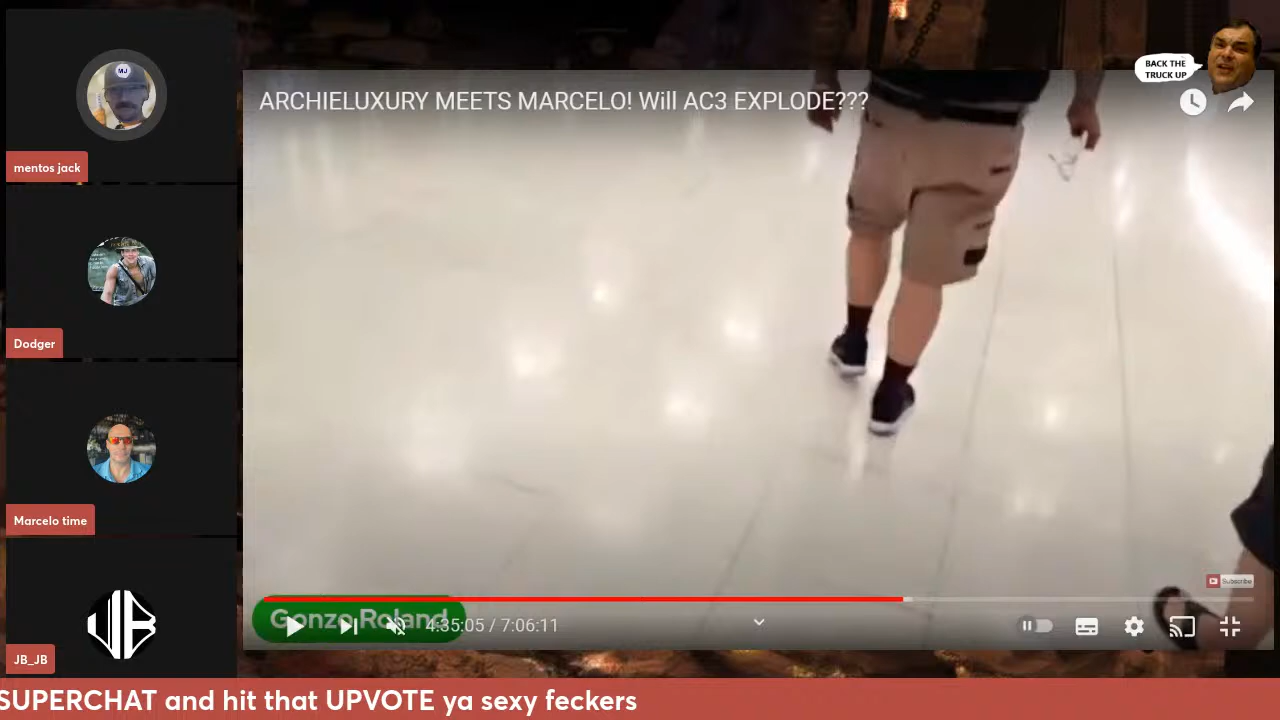 MJ
mentos jack
Dodger
Marcelo time
JB_JB
BACK THE
TRUCK UP
ARCHIELUXURY MEETS MARCELO! Will AC3 EXPLODE???
Subscribe
Gonzo Roland
4:35:05 / 7:06:11
SUPERCHAT and hit that UPVOTE ya sexy feckers